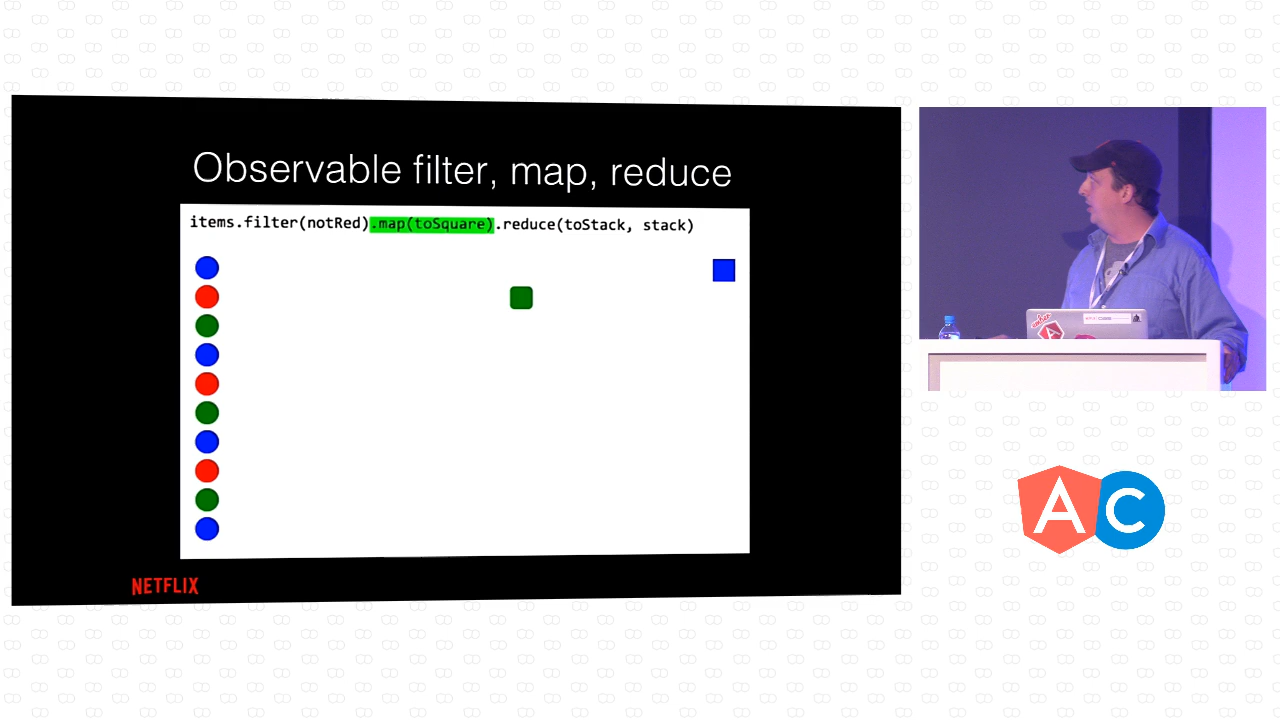 Observable filter, map, reduce
items.filter(notRed).map(toSquare).reduce(toStack, stack)
NETFLIX
A C